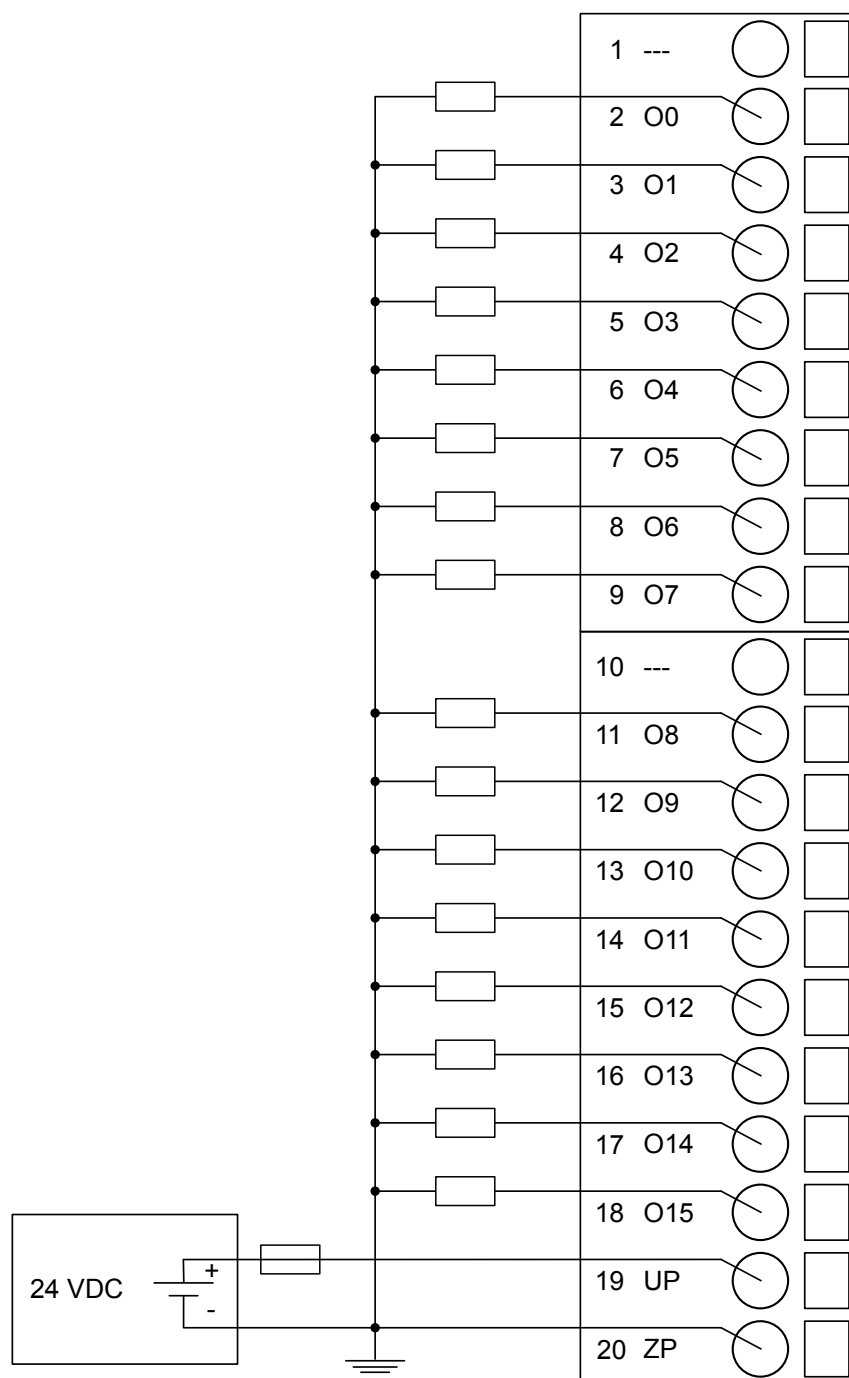 1 ---
2 O0
3 O1
4 O2
5 O3
6 O4
7 O5
8 O6
9 O7
10 ---
11 O8
12 O9
13 O10
14 O11
15 O12
16 O13
17 O14
18 O15
24 VDC
+
-
19 UP
20 ZP